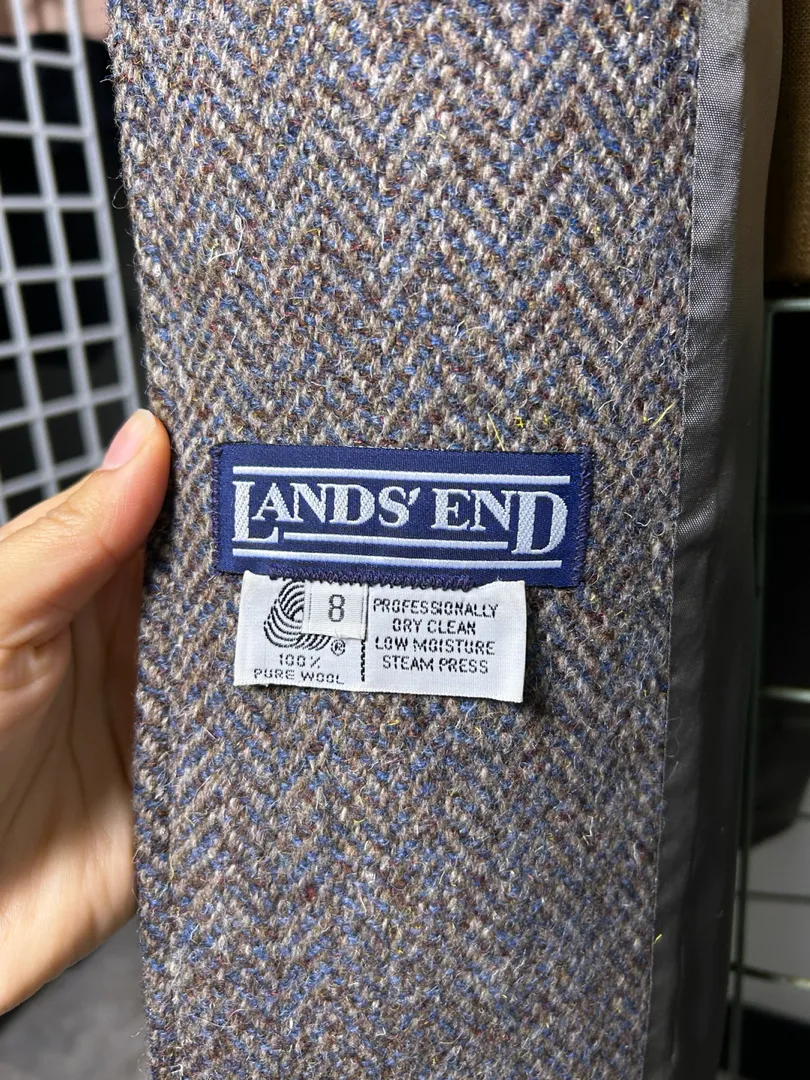 LANDS' END
8
®
100%
PURE WOOL
PROFESSIONALLY
DRY CLEAN
LOW MOISTURE
STEAM PRESS